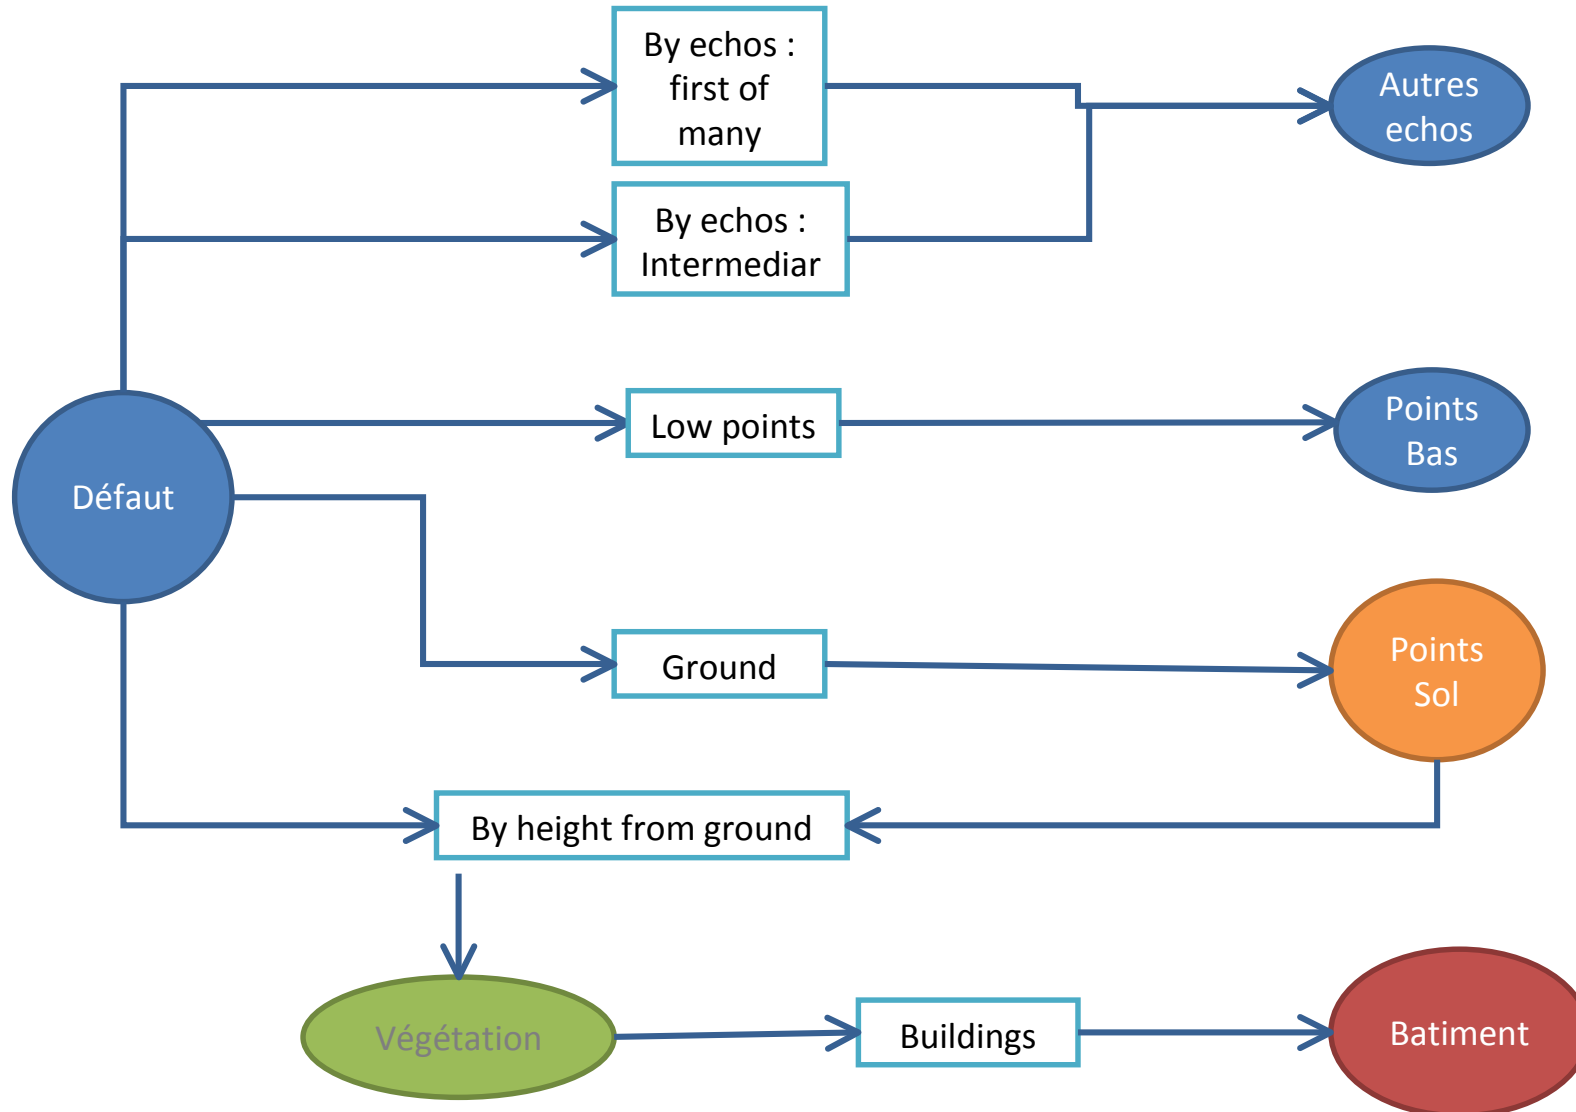 By echos :
first of
many
Autres
echos
By echos :
Intermediar
Low points
Points
Bas
Défaut
Ground
Points
Sol
By height from ground
Végétation
Buildings
Batiment